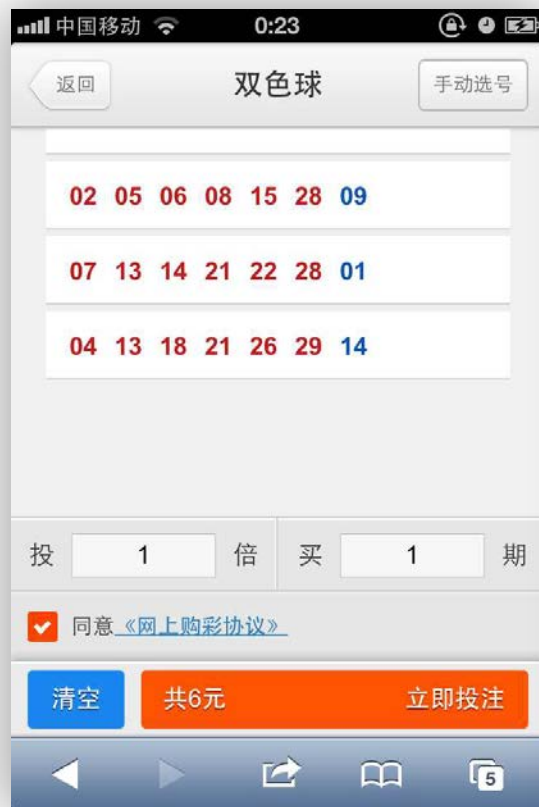 中国移动 0:23
返回 双色球 手动选号
02 05 06 08 15 28 09
07 13 14 21 22 28 01
04 13 18 21 26 29 14
投 1 倍 买 1 期
同意《网上购彩协议》
清空 共6元 立即投注
5